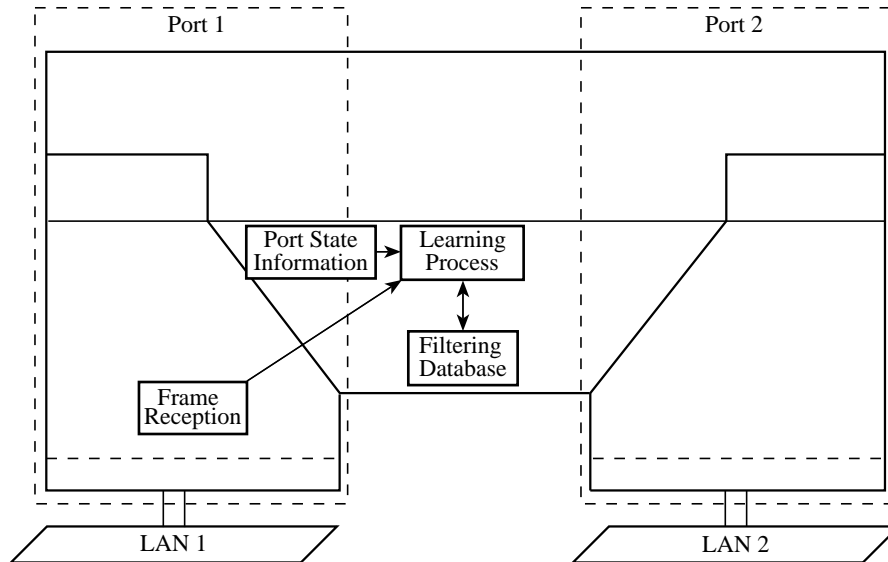 Port 1
Port 2
Port State
Information
Learning
Process
Filtering
Database
Frame
Reception
LAN 1
LAN 2